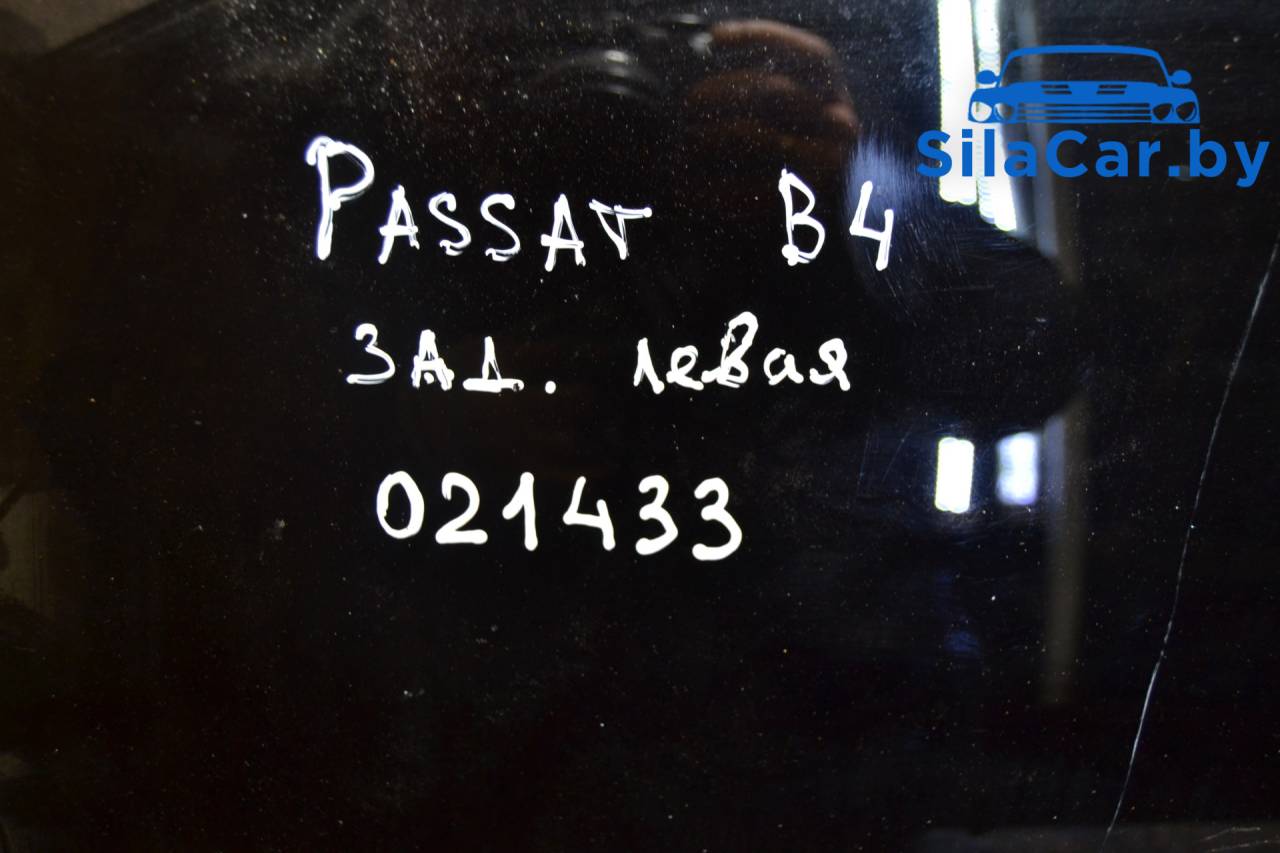 SilaCar.by
PASSAT B4
ЗАД. левая
021433